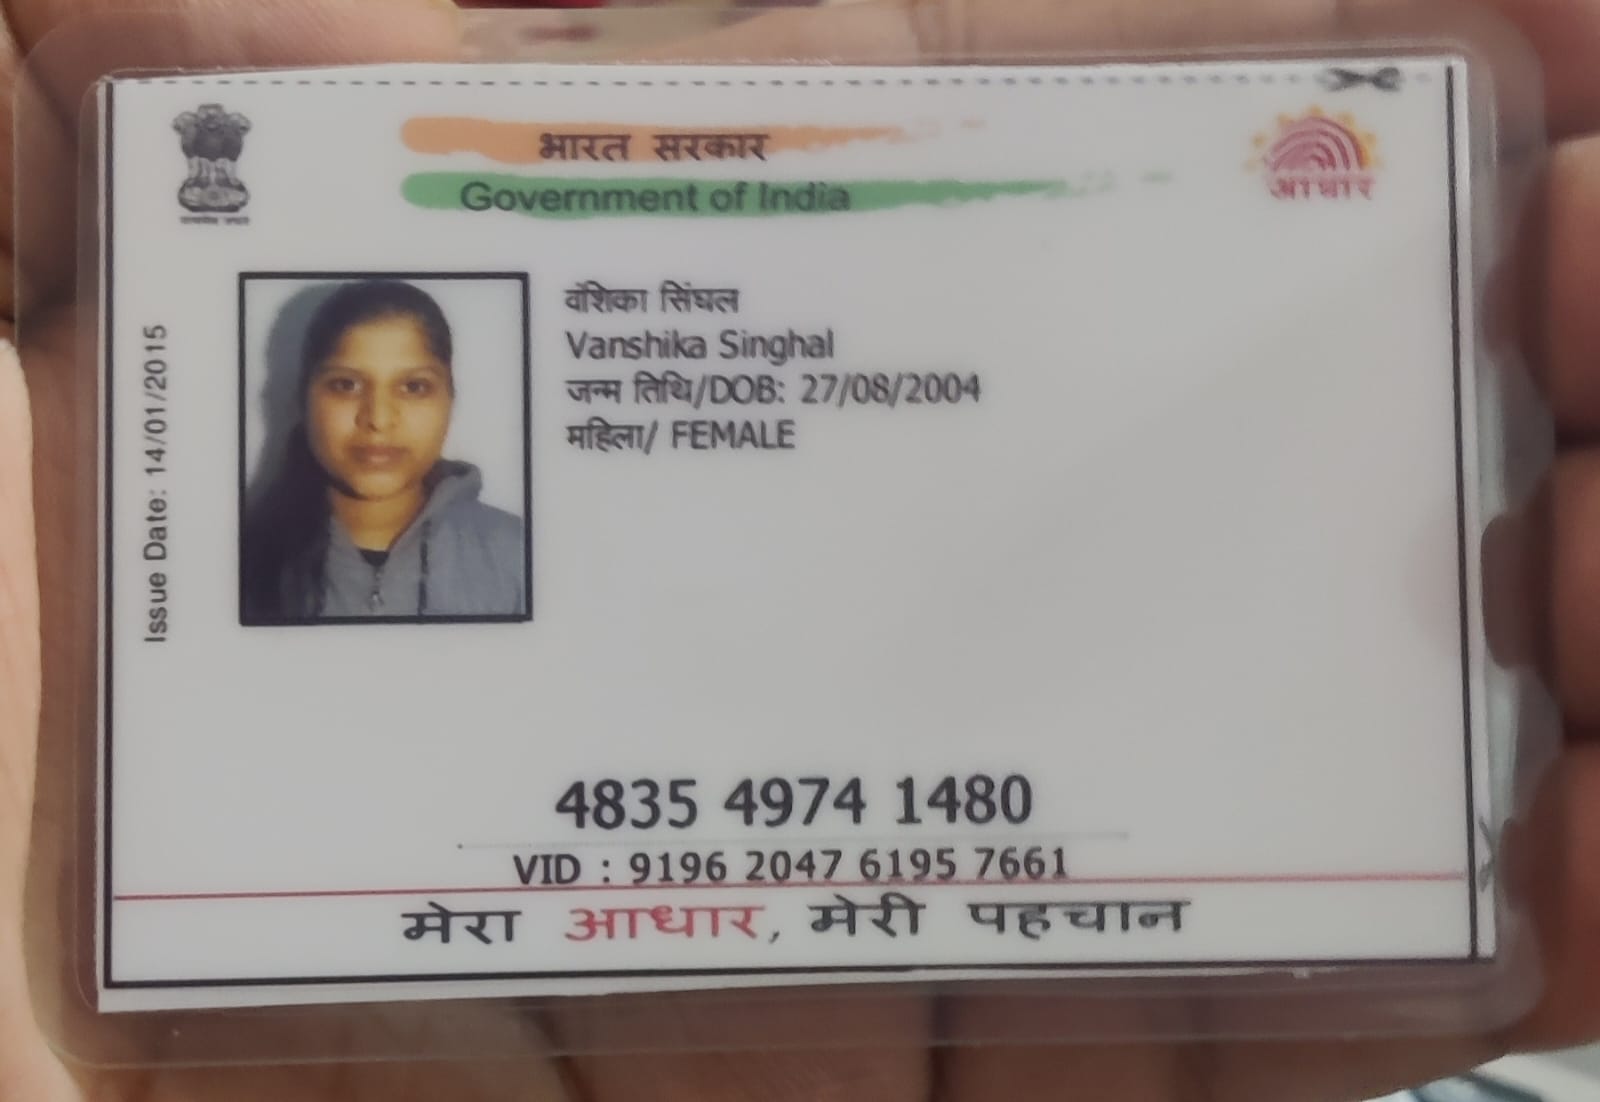 भारत सरकार
Government of India
आधार
Issue Date: 14/01/2015
वंशिका सिंघल
Vanshika Singhal
जन्म तिथि/DOB: 27/08/2004
महिला/ FEMALE
4835 4974 1480
VID : 9196 2047 6195 7661
मेरा आधार, मेरी पहचान